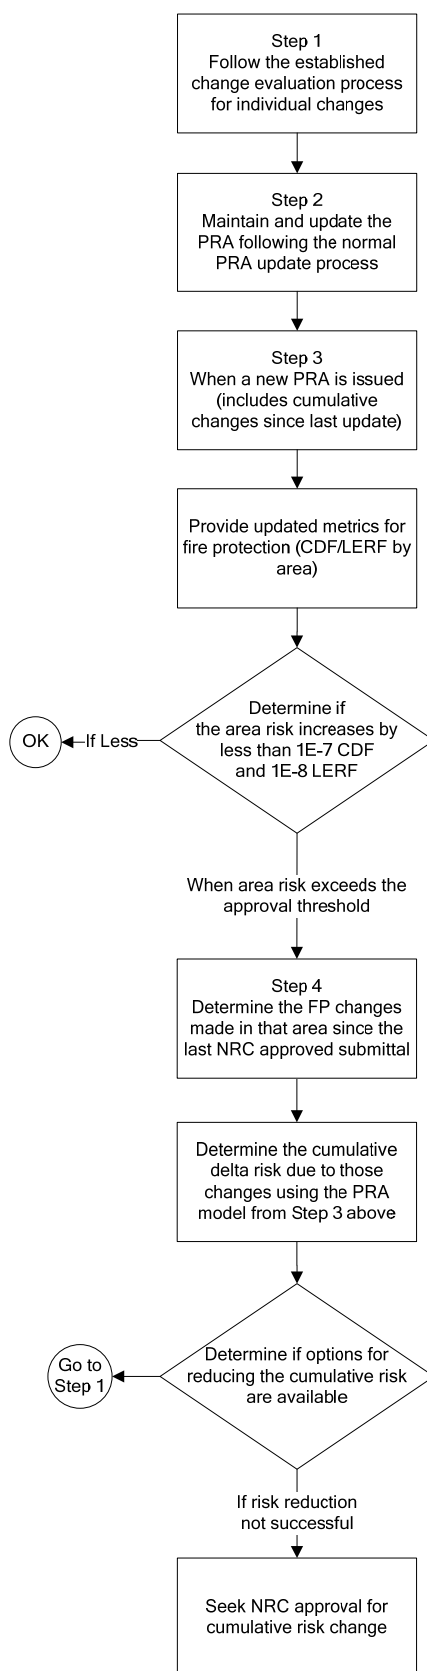 Step 1
Follow the established
change evaluation process
for individual changes
Step 2
Maintain and update the
PRA following the normal
PRA update process
Step 3
When a new PRA is issued
(includes cumulative
changes since last update)
Provide updated metrics for
fire protection (CDF/LERF by
area)
Determine if
the area risk increases by
less than 1E-7 CDF
and 1E-8 LERF
If Less
OK
When area risk exceeds the
approval threshold
Step 4
Determine the FP changes
made in that area since the
last NRC approved submittal
Determine the cumulative
delta risk due to those
changes using the PRA
model from Step 3 above
Determine if options for
reducing the cumulative risk
are available
Go to
Step 1
If risk reduction
not successful
Seek NRC approval for
cumulative risk change